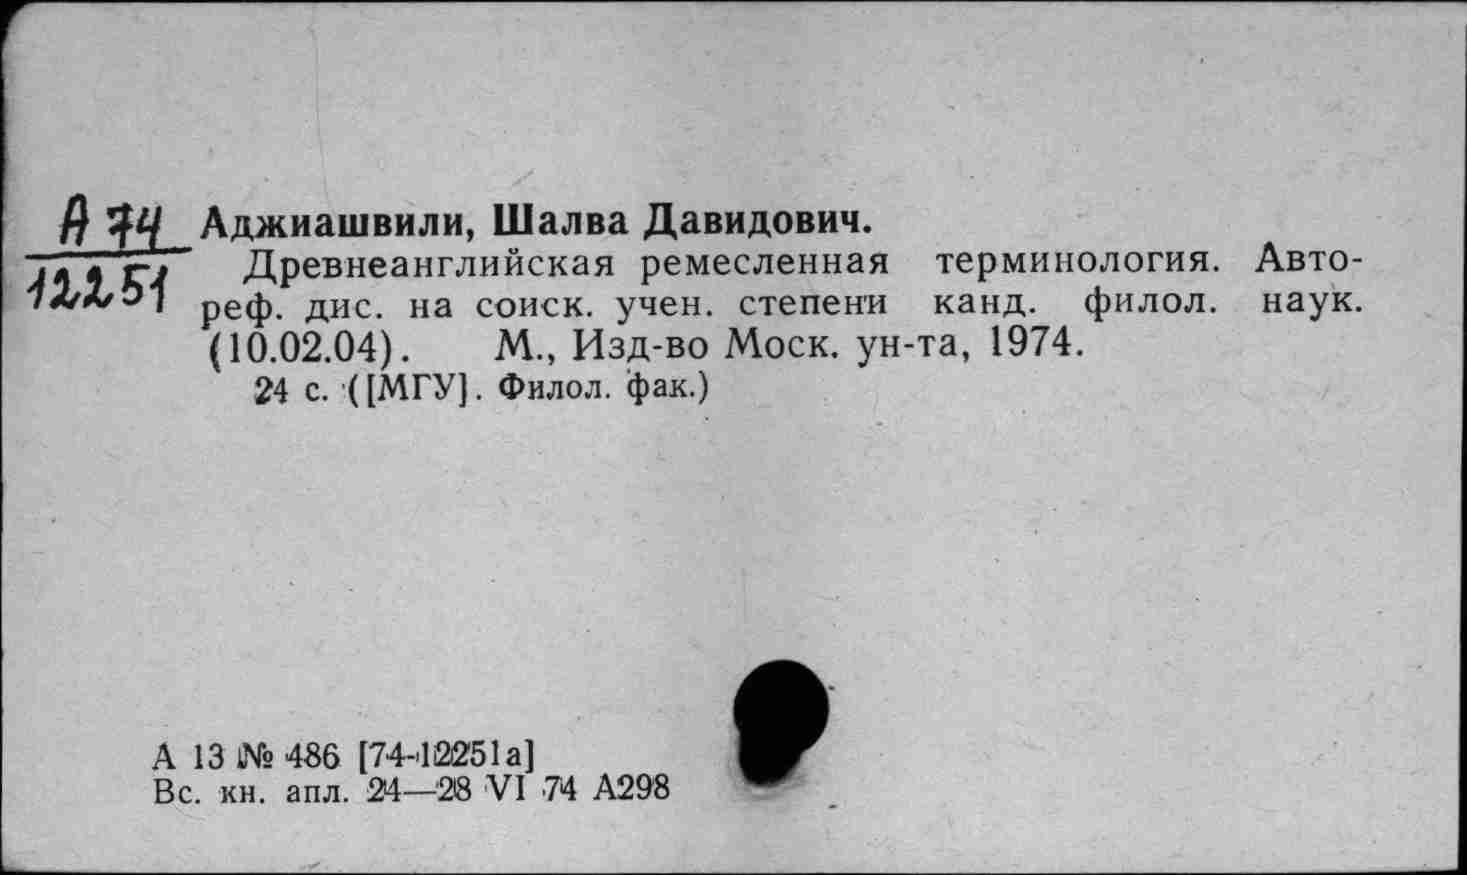 А 74
12251
Аджиашвили, Шалва Давидович.
Древнеанглийская ремесленная терминология. Авто-
реф. дис. на соиск. учен. степени канд. филол. наук.
(10.02.04). М., Изд-во Моск. ун-та, 1974.
24 с. ([МГУ]. Филол. фак.)
А 13 № 486 [74-12251а]
Вс. кн. апл. 24—28 VI 74 А298